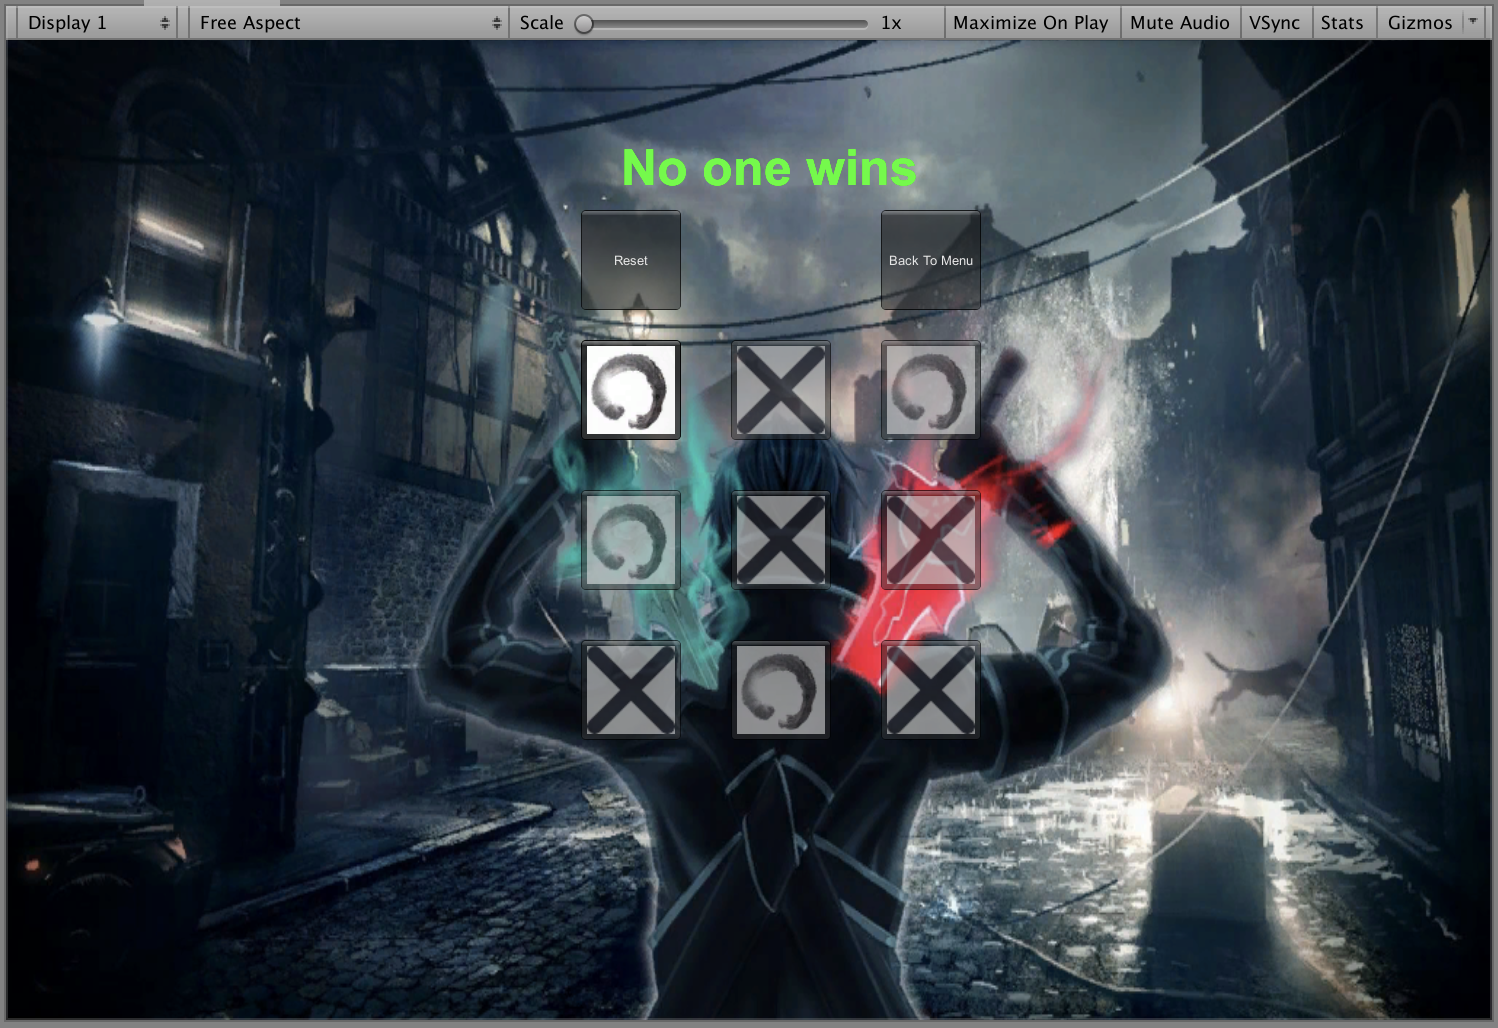 Display 1 Free Aspect Scale 1x Maximize On Play Mute Audio VSync Stats Gizmos
No one wins
Reset Back To Menu